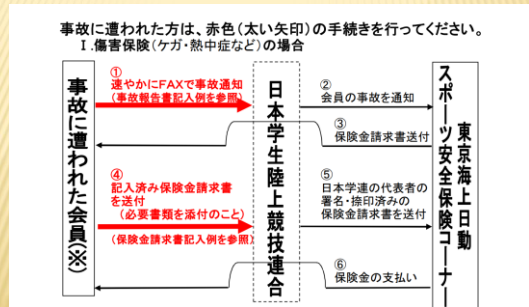 事故に遭われた方は、赤色（太い矢印）の手続きを行ってください。
Ⅰ．傷害保険（ケガ・熱中症など）の場合
事故に遭われた会員（※）
①
速やかにFAXで事故通知
（事故報告書記入例を参照）
④
記入済み保険金請求書
を送付
（必要書類を添付のこと）
（保険金請求書記入例を参照）
日本学生陸上競技連合
②
会員の事故を通知
③
保険金請求書送付
⑤
日本学連の代表者の
署名・捺印済みの
保険金請求書を送付
⑥
保険金の支払い
東京海上日動
スポーツ安全保険コーナー